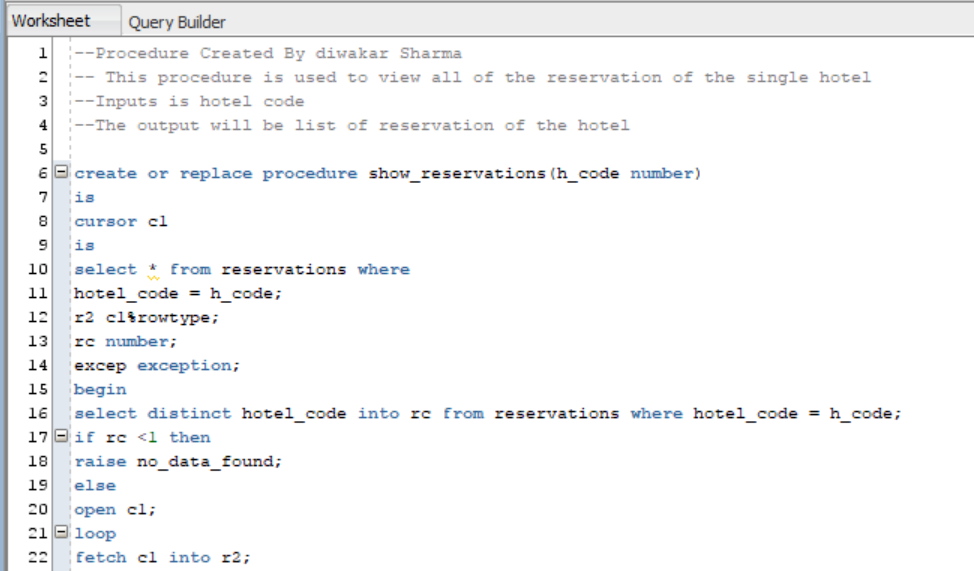 Worksheet Query Builder
1 --Procedure Created By diwakar Sharma
2 -- This procedure is used to view all of the reservation of the single hotel
3 --Inputs is hotel code
4 --The output will be list of reservation of the hotel
5
6 create or replace procedure show_reservations(h_code number)
7 is
8 cursor c1
9 is
10 select * from reservations where
11 hotel_code = h_code;
12 r2 c1%rowtype;
13 rc number;
14 excep exception;
15 begin
16 select distinct hotel_code into rc from reservations where hotel_code = h_code;
17 if rc <1 then
18 raise no_data_found;
19 else
20 open c1;
21 loop
22 fetch c1 into r2;